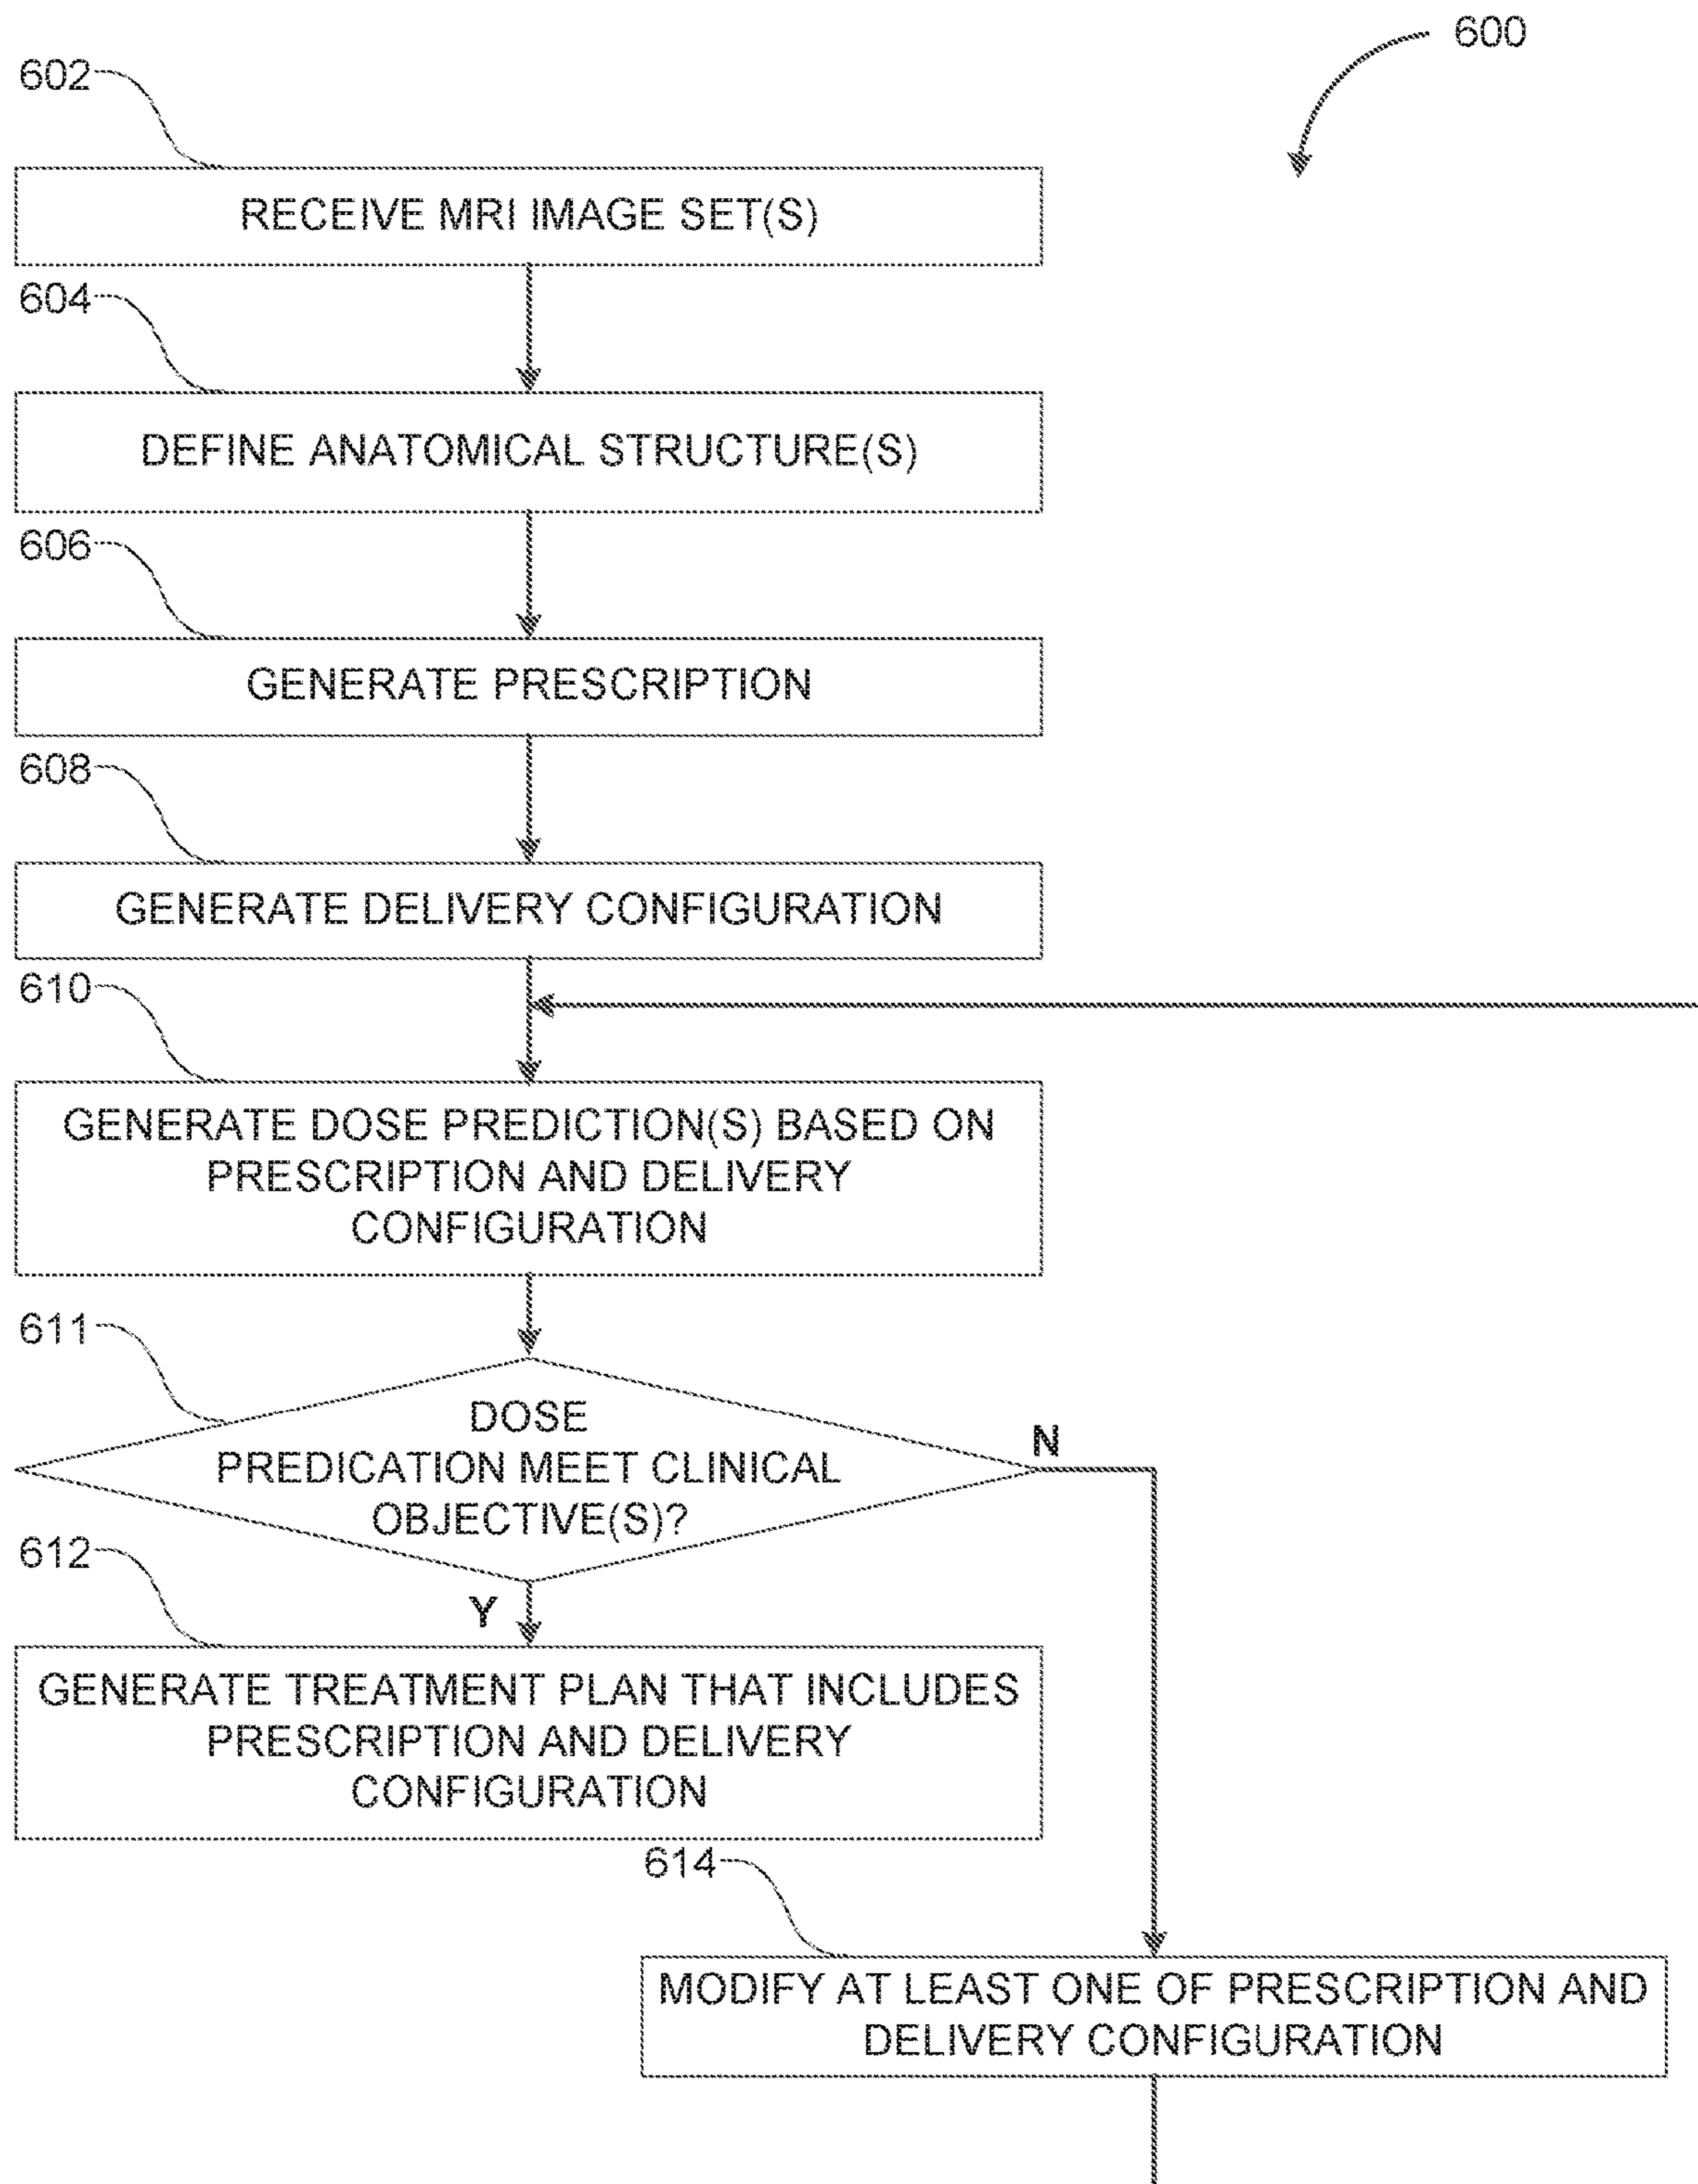 600
602
RECEIVE MRI IMAGE SET(S)
604
DEFINE ANATOMICAL STRUCTURE(S)
606
GENERATE PRESCRIPTION
608
GENERATE DELIVERY CONFIGURATION
610
GENERATE DOSE PREDICTION(S) BASED ON
PRESCRIPTION AND DELIVERY
CONFIGURATION
611
DOSE
PREDICATION MEET CLINICAL
OBJECTIVE(S)?
N
Y
612
GENERATE TREATMENT PLAN THAT INCLUDES
PRESCRIPTION AND DELIVERY
CONFIGURATION
614
MODIFY AT LEAST ONE OF PRESCRIPTION AND
DELIVERY CONFIGURATION